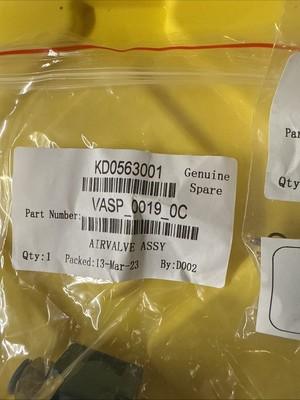 KD0563001
Genuine
Spare
Part Number:
VASP_0019_0C
AIRVALVE ASSY
Qty:1 Packed:13-Mar-23 By:D002
Par
Qty